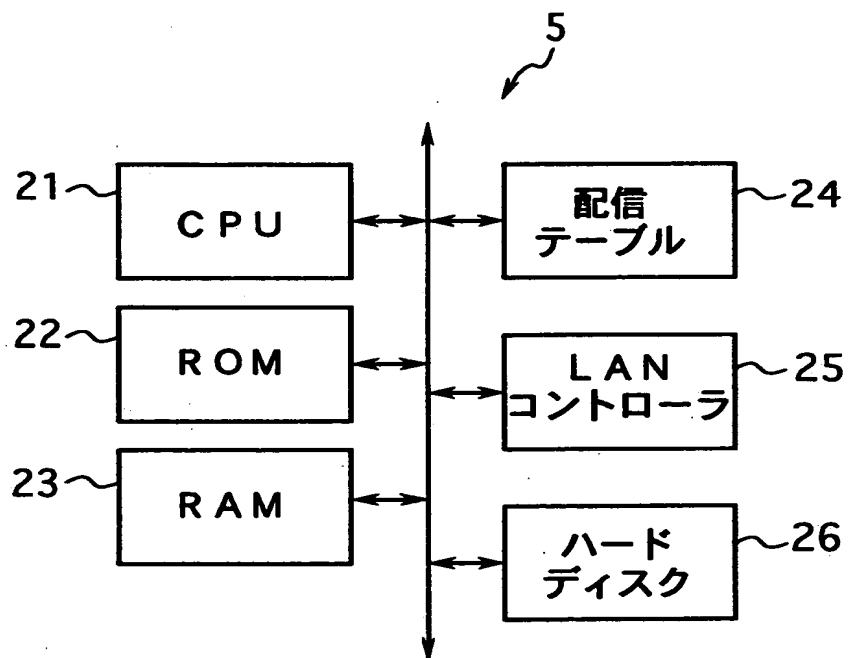 5
21
CPU
22
ROM
23
RAM
配信
テーブル
24
LAN
コントローラ
25
ハード
ディスク
26